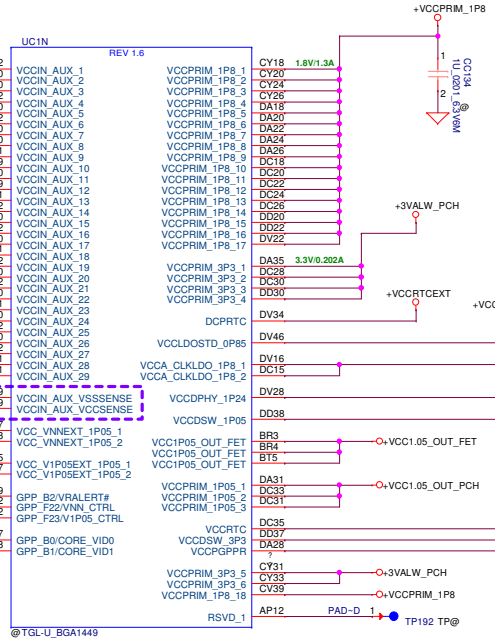 +VCCPRIM_1P8
UC1N
REV 1.6
VCCIN_AUX_1 VCCPRIM_1P8_1 CY18 1.8V/1.3A
VCCIN_AUX_2 VCCPRIM_1P8_2 CY20
VCCIN_AUX_3 VCCPRIM_1P8_3 CY24
VCCIN_AUX_4 VCCPRIM_1P8_4 CY26
VCCIN_AUX_5 VCCPRIM_1P8_5 DA18
VCCIN_AUX_6 VCCPRIM_1P8_6 DA20
VCCIN_AUX_7 VCCPRIM_1P8_7 DA22
VCCIN_AUX_8 VCCPRIM_1P8_8 DA24
VCCIN_AUX_9 VCCPRIM_1P8_9 DA26
VCCIN_AUX_10 VCCPRIM_1P8_10 DC18
VCCIN_AUX_11 VCCPRIM_1P8_11 DC20
VCCIN_AUX_12 VCCPRIM_1P8_12 DC22
VCCIN_AUX_13 VCCPRIM_1P8_13 DC24
VCCIN_AUX_14 VCCPRIM_1P8_14 DC26
VCCIN_AUX_15 VCCPRIM_1P8_15 DD20
VCCIN_AUX_16 VCCPRIM_1P8_16 DD22
VCCIN_AUX_17 VCCPRIM_1P8_17 DV22
1
2
CC134
1U_0201_6.3V6M
@
VCCIN_AUX_18
VCCIN_AUX_19 VCCPRIM_3P3_1 DA35 3.3V/0.202A
VCCIN_AUX_20 VCCPRIM_3P3_2 DC28
VCCIN_AUX_21 VCCPRIM_3P3_3 DC30
VCCIN_AUX_22 VCCPRIM_3P3_4 DD30
+3VALW_PCH
VCCIN_AUX_23
VCCIN_AUX_24 DCPRTC DV34
+VCCRTCEXT
+VCC
VCCIN_AUX_25
VCCIN_AUX_26 VCCLDOSTD_0P85 DV46
VCCIN_AUX_27
VCCIN_AUX_28 VCCA_CLKLDO_1P8_1 DV16
VCCIN_AUX_29 VCCA_CLKLDO_1P8_2 DC15
VCCIN_AUX_VSSSENSE VCCDPHY_1P24 DV28
VCCIN_AUX_VCCSENSE
VCCDSW_1P05 DD38
VCC_VNNEXT_1P05_1
VCC_VNNEXT_1P05_2
VCC1P05_OUT_FET BR3 +VCC1.05_OUT_FET
VCC1P05_OUT_FET BR4
VCC1P05_OUT_FET BT5
VCC_V1P05EXT_1P05_1
VCC_V1P05EXT_1P05_2
VCCPRIM_1P05_1 DA31 +VCC1.05_OUT_PCH
GPP_B2/VRALERT# VCCPRIM_1P05_2 DC33
GPP_F22/VNN_CTRL VCCPRIM_1P05_3 DC31
GPP_F23/V1P05_CTRL
VCCRTC DC35
GPP_B0/CORE_VID0 VCCDSW_3P3 DD37
GPP_B1/CORE_VID1 VCCPGPPR DA28
?
VCCPRIM_3P3_5 CY31 +3VALW_PCH
VCCPRIM_3P3_6 CY33
VCCPRIM_1P8_18 CV39 +VCCPRIM_1P8
RSVD_1 AP12 PAD~D 1
TP192 TP@
@TGL-U_BGA1449